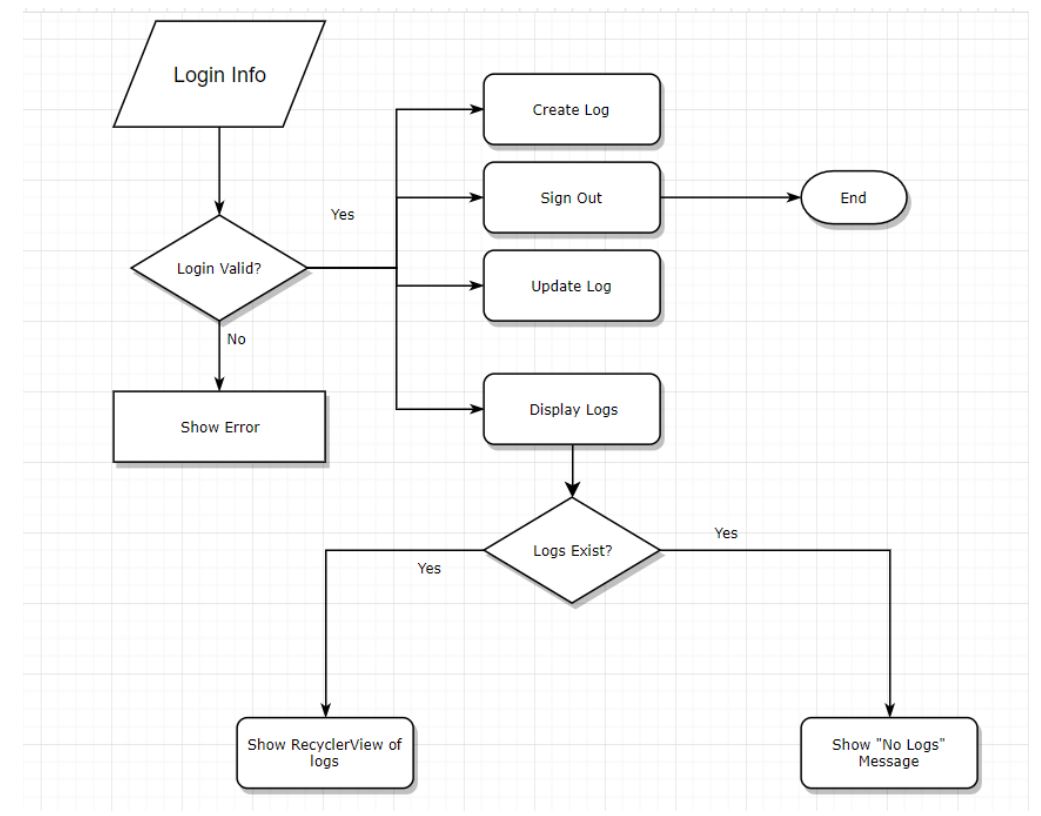 Login Info
Create Log
Sign Out
End
Yes
Login Valid?
Update Log
No
Show Error
Display Logs
Logs Exist?
Yes
Yes
Show RecyclerView of
logs
Show "No Logs"
Message